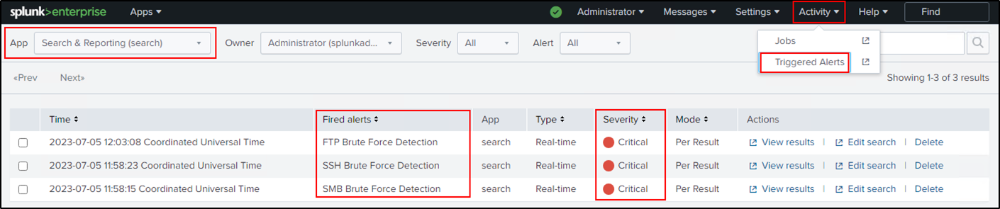 splunk>enterprise Apps Administrator Messages Settings Activity Help Find
App Search & Reporting (search) Owner Administrator (splunkad... Severity All Alert All
Jobs
Triggered Alerts
«Prev Next» Showing 1-3 of 3 results
Time Fired alerts App Type Severity Mode Actions
2023-07-05 12:03:08 Coordinated Universal Time FTP Brute Force Detection search Real-time Critical Per Result View results | Edit search | Delete
2023-07-05 11:58:23 Coordinated Universal Time SSH Brute Force Detection search Real-time Critical Per Result View results | Edit search | Delete
2023-07-05 11:58:15 Coordinated Universal Time SMB Brute Force Detection search Real-time Critical Per Result View results | Edit search | Delete